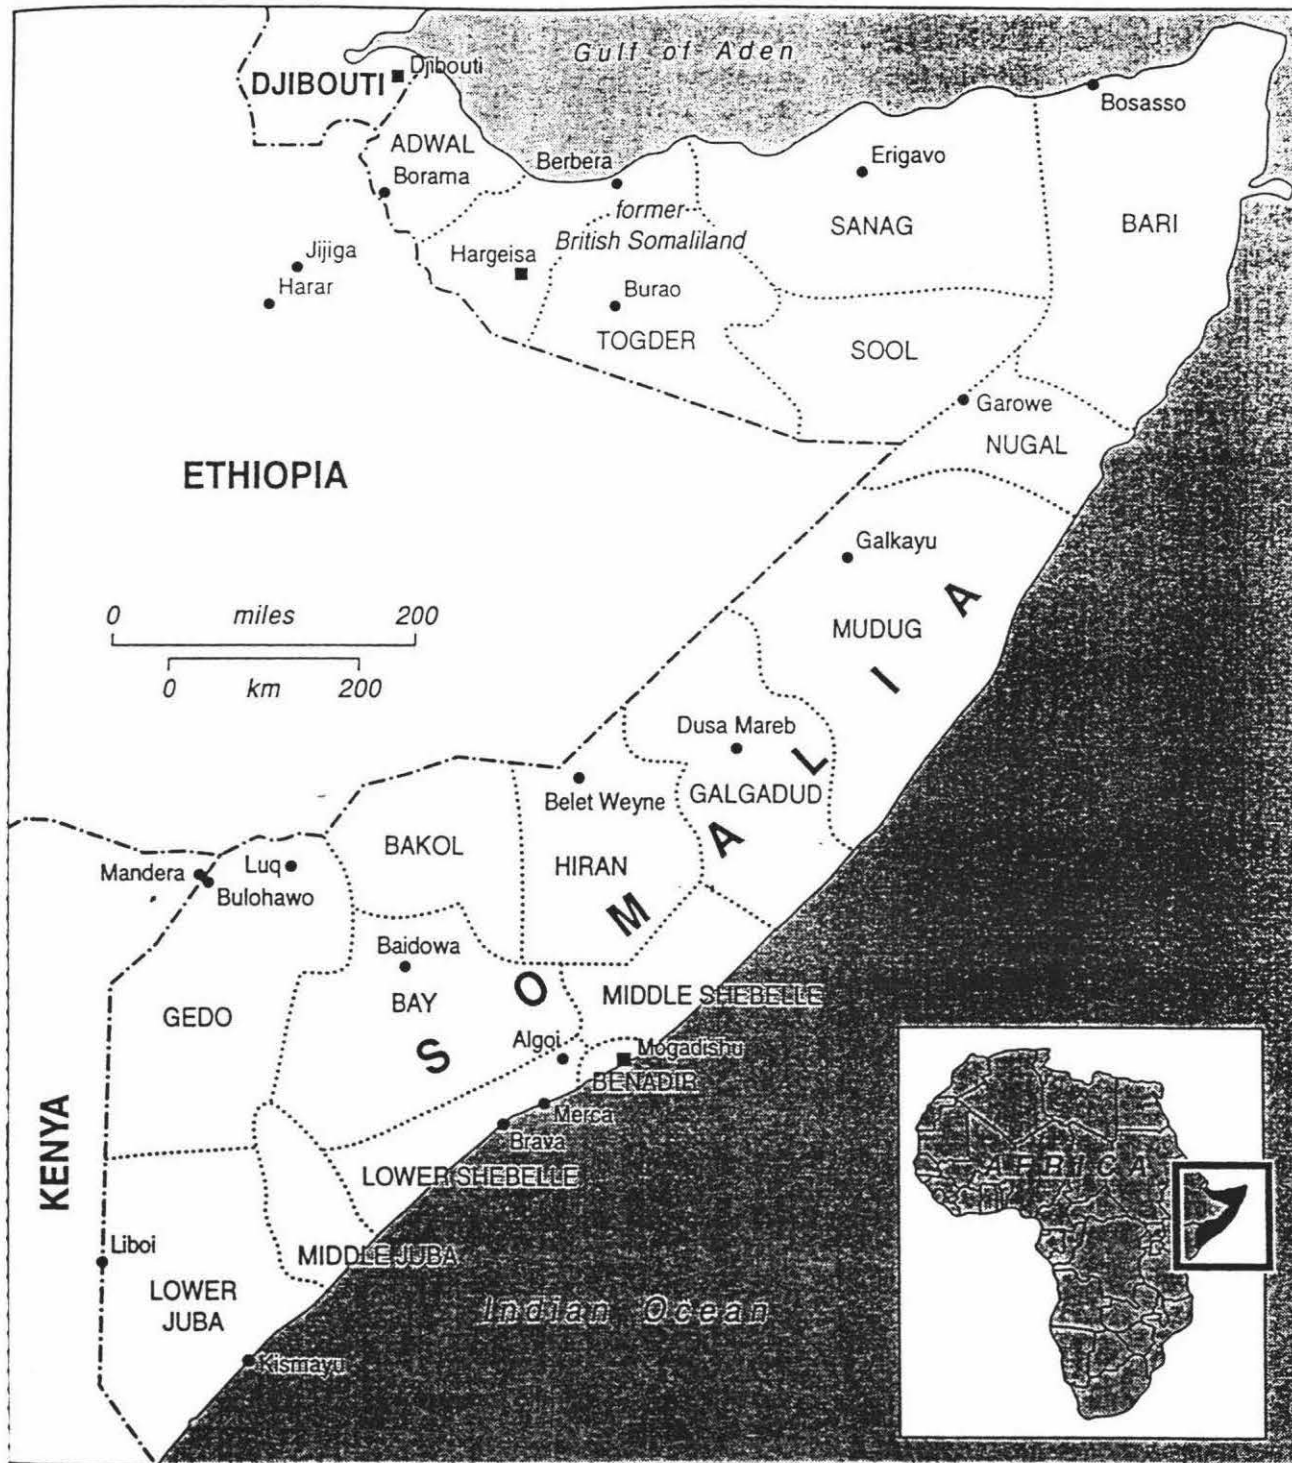 Gulf of Aden
Djibouti
DJIBOUTI
Bosasso
ADWAL
Borama
Berbera
Erigavo
former
British Somaliland
SANAG
BARI
Jijiga
Harar
Hargeisa
Burao
TOGDER
SOOL
Garowe
NUGAL
ETHIOPIA
Galkayu
MUDUG
0 miles 200
0 km 200
Dusa Mareb
GALGADUD
Belet Weyne
HIRAN
BAKOL
Mandera
Luq
Bulohawo
Baidowa
BAY
GEDO
SOMALIA
MIDDLE SHEBELLE
Algoi
Mogadishu
BENADIR
Merca
Brava
KENYA
LOWER SHEBELLE
MIDDLE JUBA
Liboi
LOWER
JUBA
Kismayu
Indian Ocean
AFRICA